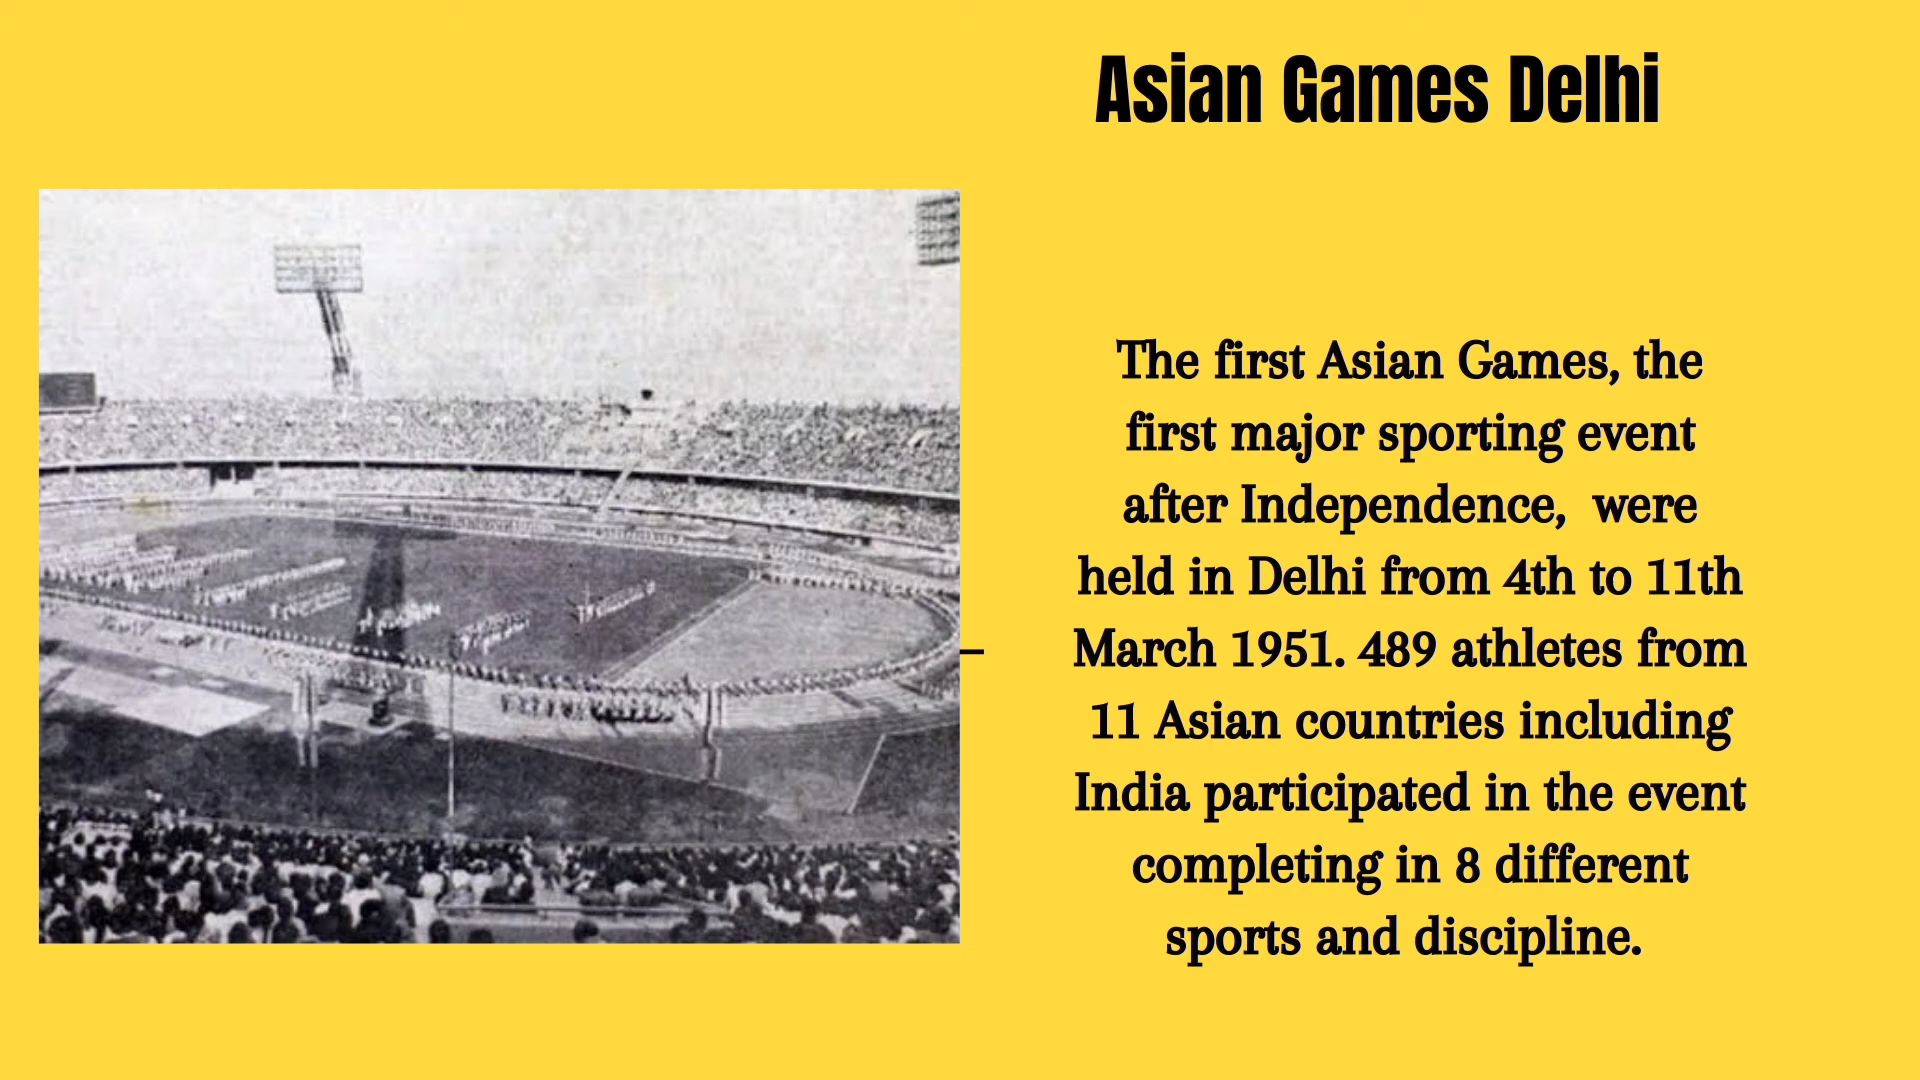 Asian Games Delhi
The first Asian Games, the
first major sporting event
after Independence,  were
held in Delhi from 4th to 11th
March 1951. 489 athletes from
11 Asian countries including
India participated in the event
completing in 8 different
sports and discipline.